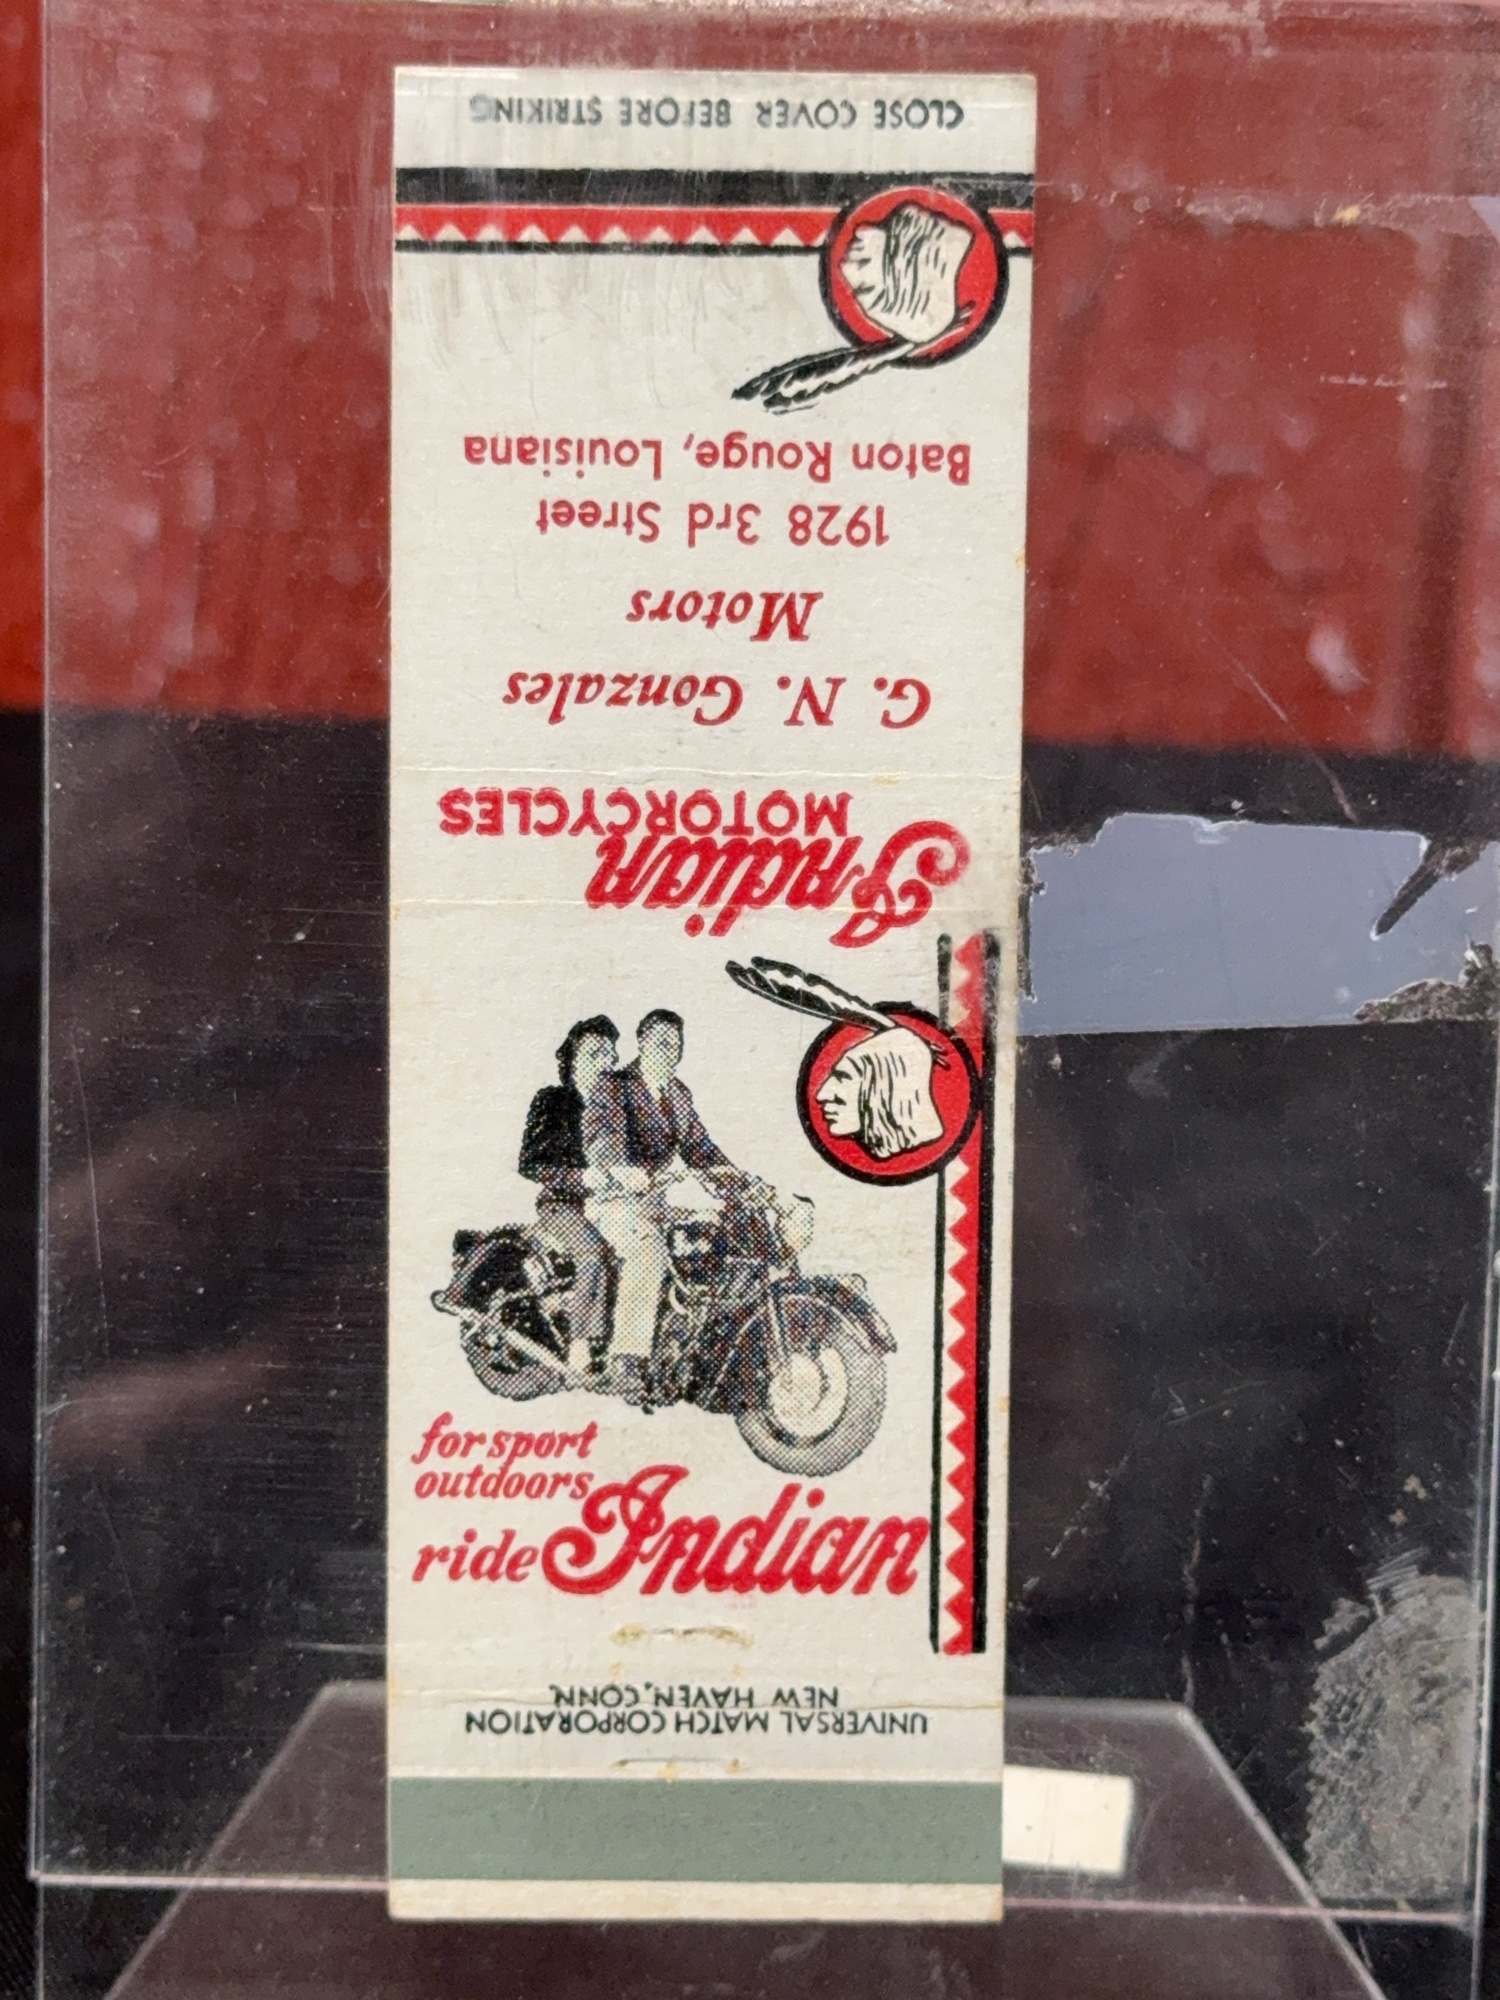 CLOSE COVER BEFORE STRIKING
Indian
MOTORCYCLES
G. N. Gonzales
Motors
1928 3rd Street
Baton Rouge, Louisiana
for sport
outdoors
ride Indian
UNIVERSAL MATCH CORPORATION
NEW HAVEN, CONN.